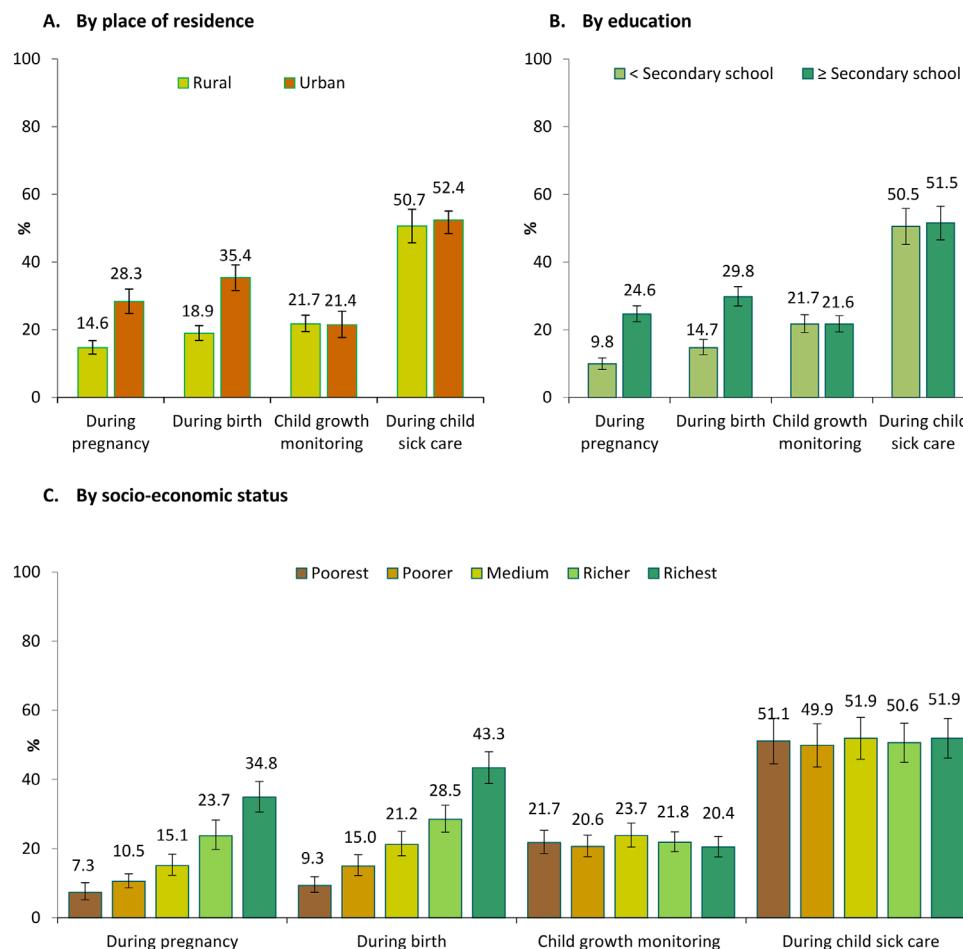 A. By place of residence
100
80
60
40
20
0
%
Rural
Urban
14.6
28.3
18.9
35.4
21.7
21.4
50.7
52.4
During pregnancy
During birth
Child growth monitoring
During child sick care
B. By education
100
80
60
40
20
0
%
< Secondary school
≥ Secondary school
9.8
24.6
14.7
29.8
21.7
21.6
50.5
51.5
During pregnancy
During birth
Child growth monitoring
During child sick care
C. By socio-economic status
100
80
60
40
20
0
%
Poorest
Poorer
Medium
Richer
Richest
7.3
10.5
15.1
23.7
34.8
9.3
15.0
21.2
28.5
43.3
21.7
20.6
23.7
21.8
20.4
51.1
49.9
51.9
50.6
51.9
During pregnancy
During birth
Child growth monitoring
During child sick care